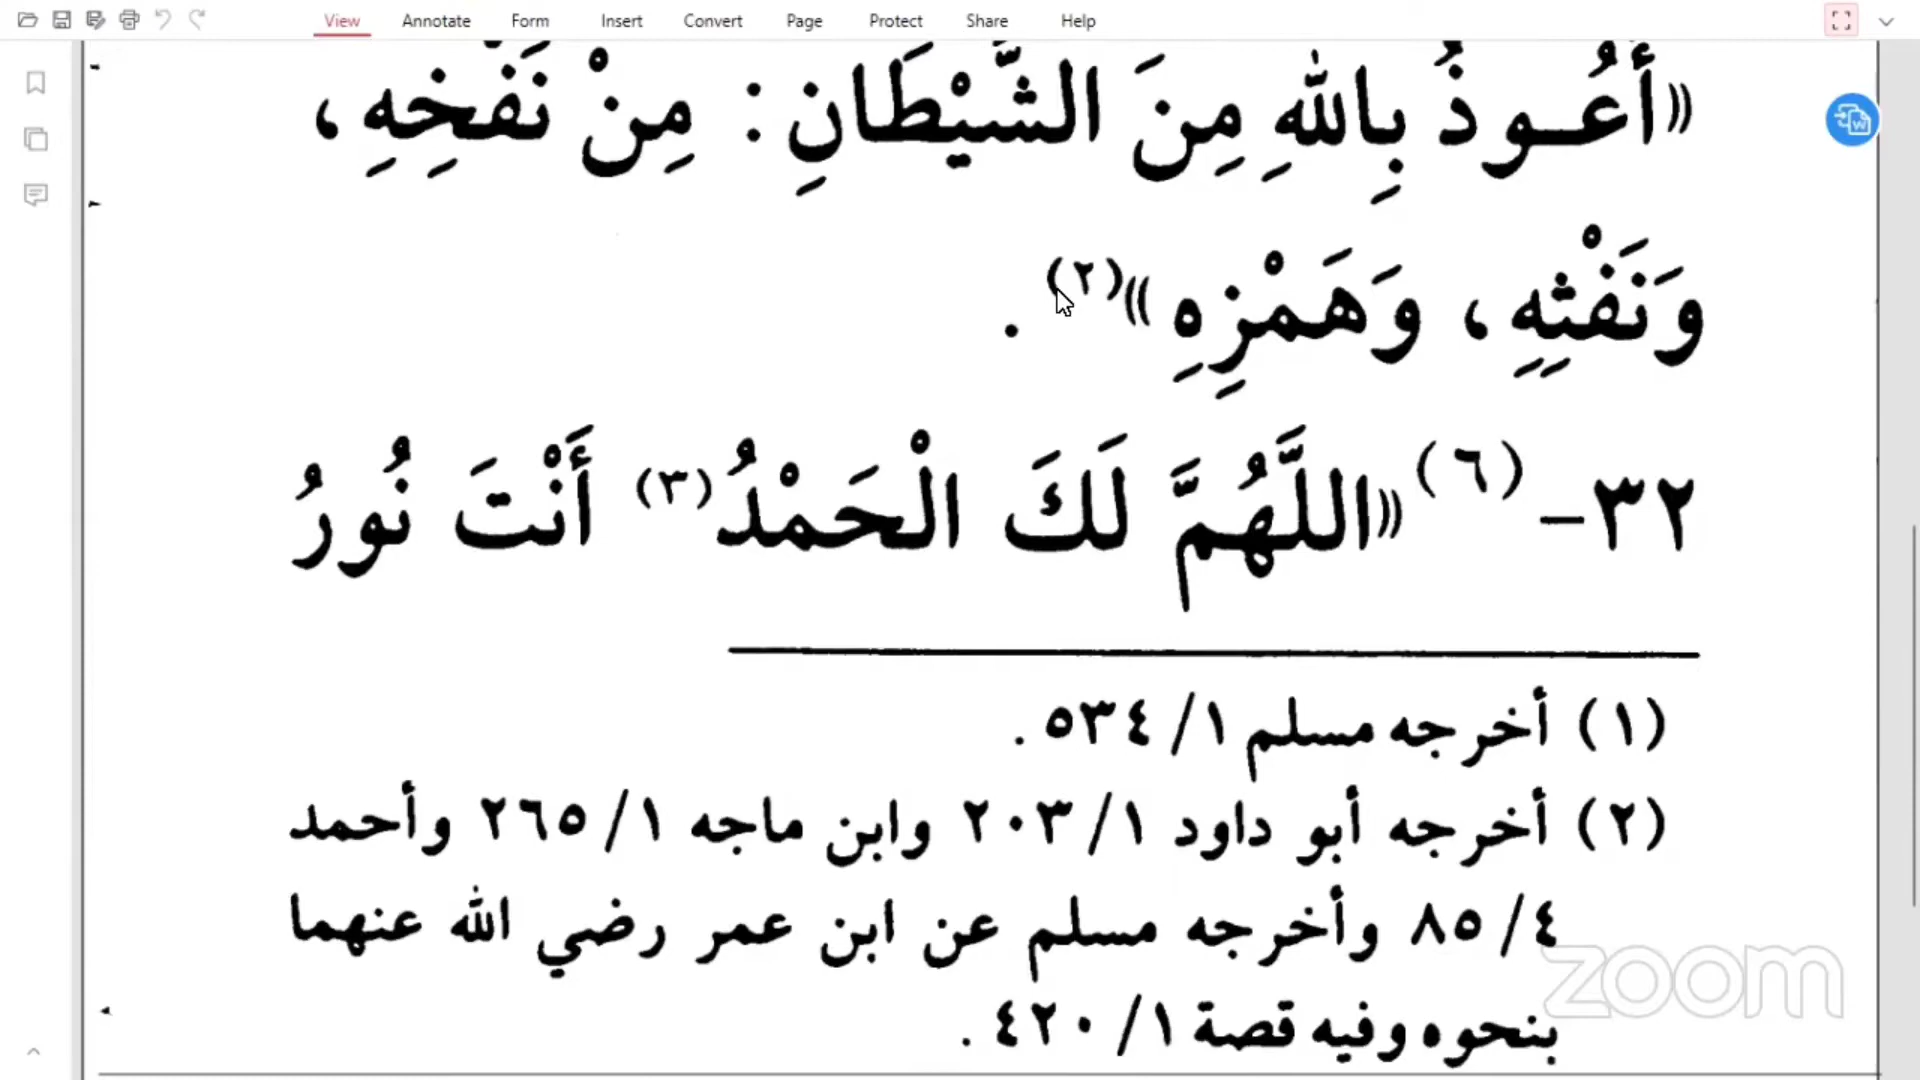 View Annotate Form Insert Convert Page Protect Share Help
«أَعُـوذُ بِاللهِ مِنَ الشَّيْطَانِ: مِنْ نَفْخِهِ،
وَنَفْثِهِ، وَهَمْزِهِ»(٢).
٣٢- (٦) «اللَّهُمَّ لَكَ الْحَمْدُ(٣) أَنْتَ نُورُ
(١) أخرجه مسلم ١/ ٥٣٤.
(٢) أخرجه أبو داود ١/ ٢٠٣ وابن ماجه ١/ ٢٦٥ وأحمد
٤/ ٨٥ وأخرجه مسلم عن ابن عمر رضي الله عنهما
بنحوه وفيه قصة ١/ ٤٢٠.
zoom